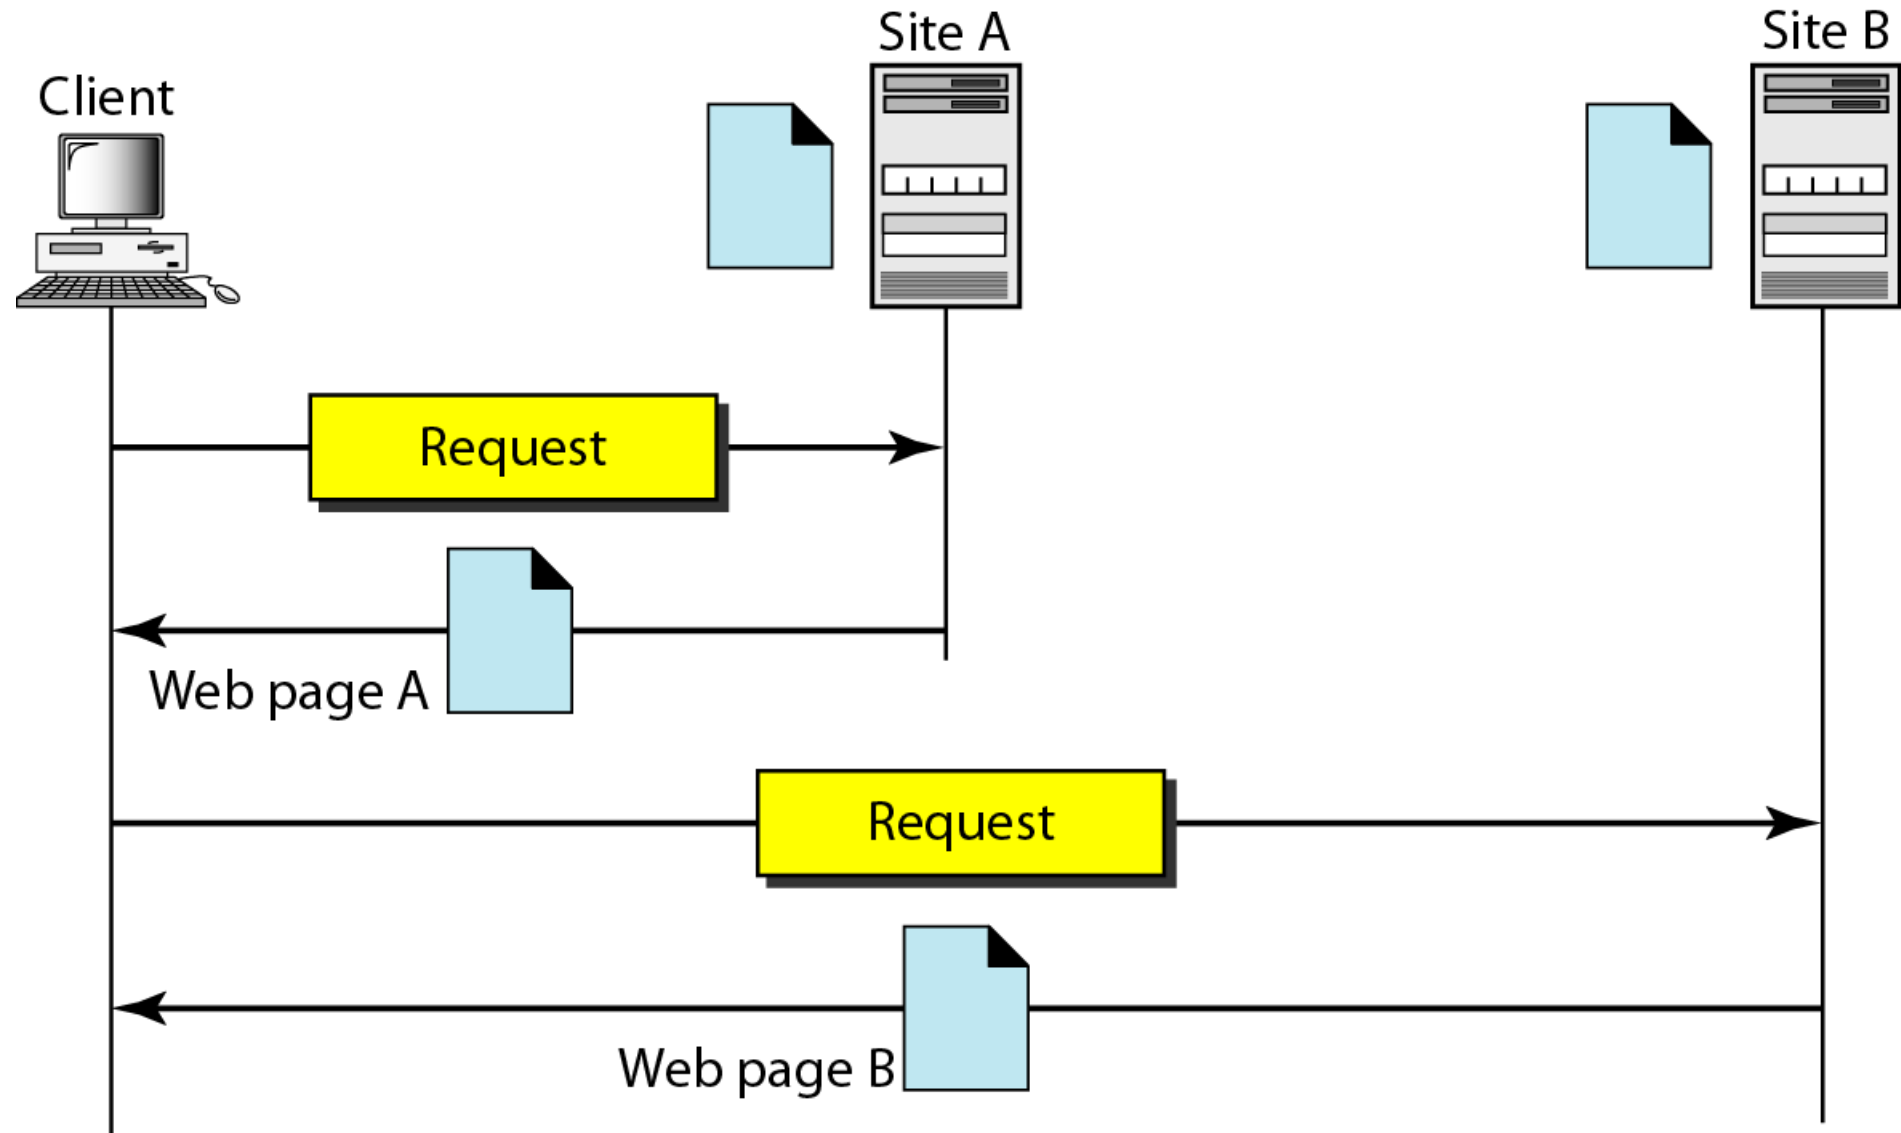 Site A
Site B
Client
Request
Web page A
Request
Web page B